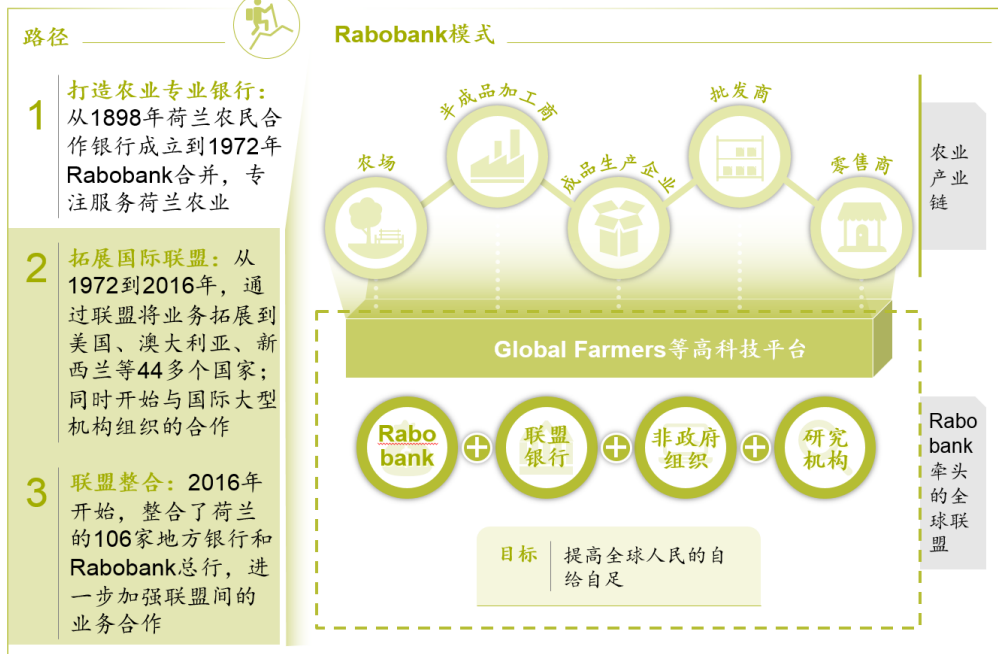 路径
1
打造农业专业银行：
从1898年荷兰农民合
作银行成立到1972年
Rabobank合并，专
注服务荷兰农业
2
拓展国际联盟：从
1972到2016年，通
过联盟将业务拓展到
美国、澳大利亚、新
西兰等44多个国家；
同时开始与国际大型
机构组织的合作
3
联盟整合：2016年
开始，整合了荷兰
的106家地方银行和
Rabobank总行，进
一步加强联盟间的
业务合作
Rabobank模式
农场
半成品加工商
成品生产企业
批发商
零售商
农业
产业
链
Global Farmers等高科技平台
Rabo
bank
+
联盟
银行
+
非政府
组织
+
研究
机构
目标
提高全球人民的自
给自足
Rabo
bank
牵头
的全
球联
盟